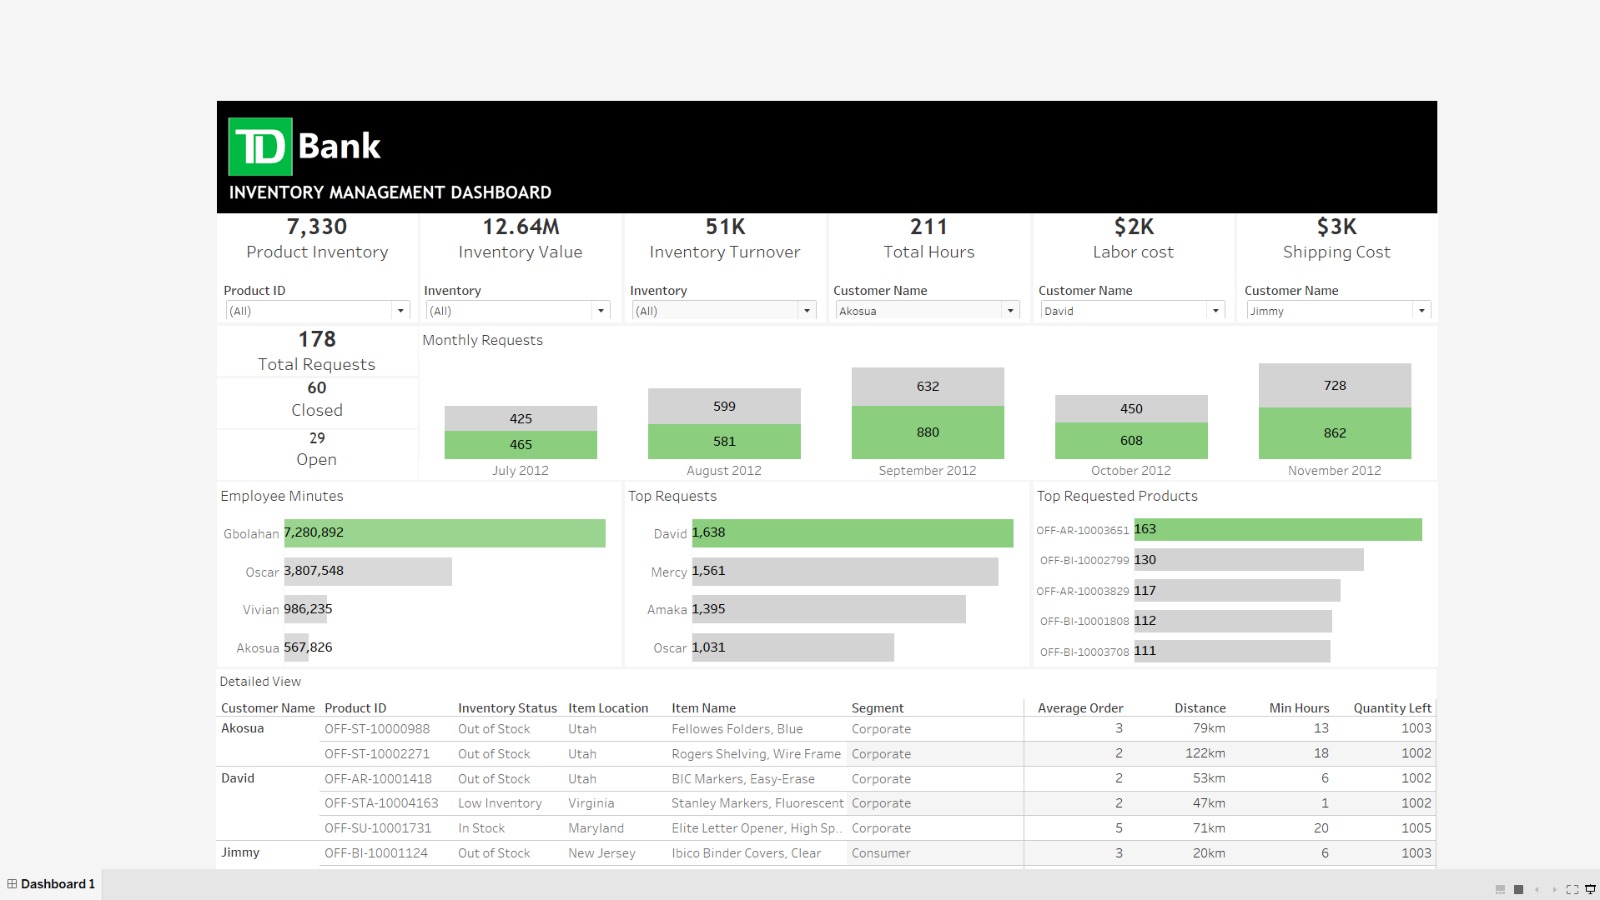 TD Bank
INVENTORY MANAGEMENT DASHBOARD
7,330 12.64M 51K 211 $2K $3K
Product Inventory Inventory Value Inventory Turnover Total Hours Labor cost Shipping Cost
Product ID Inventory Inventory Customer Name Customer Name Customer Name
(All) (All) (All) Akosua David Jimmy
178
Total Requests
60
Closed
29
Open
Monthly Requests
425 599 632 450 728
465 581 880 608 862
July 2012 August 2012 September 2012 October 2012 November 2012
Employee Minutes
Gbolahan 7,280,892
Oscar 3,807,548
Vivian 986,235
Akosua 567,826
Top Requests
David 1,638
Mercy 1,561
Amaka 1,395
Oscar 1,031
Top Requested Products
OFF-AR-10003651 163
OFF-BI-10002799 130
OFF-AR-10003829 117
OFF-BI-10001808 112
OFF-BI-10003708 111
Detailed View
Customer Name Product ID Inventory Status Item Location Item Name Segment Average Order Distance Min Hours Quantity Left
Akosua OFF-ST-10000988 Out of Stock Utah Fellowes Folders, Blue Corporate 3 79km 13 1003
OFF-ST-10002271 Out of Stock Utah Rogers Shelving, Wire Frame Corporate 2 122km 18 1002
David OFF-AR-10001418 Out of Stock Utah BIC Markers, Easy-Erase Corporate 2 53km 6 1002
OFF-STA-10004163 Low Inventory Virginia Stanley Markers, Fluorescent Corporate 2 47km 1 1002
OFF-SU-10001731 In Stock Maryland Elite Letter Opener, High Sp.. Corporate 5 71km 20 1005
Jimmy OFF-BI-10001124 Out of Stock New Jersey Ibico Binder Covers, Clear Consumer 3 20km 6 1003
Dashboard 1